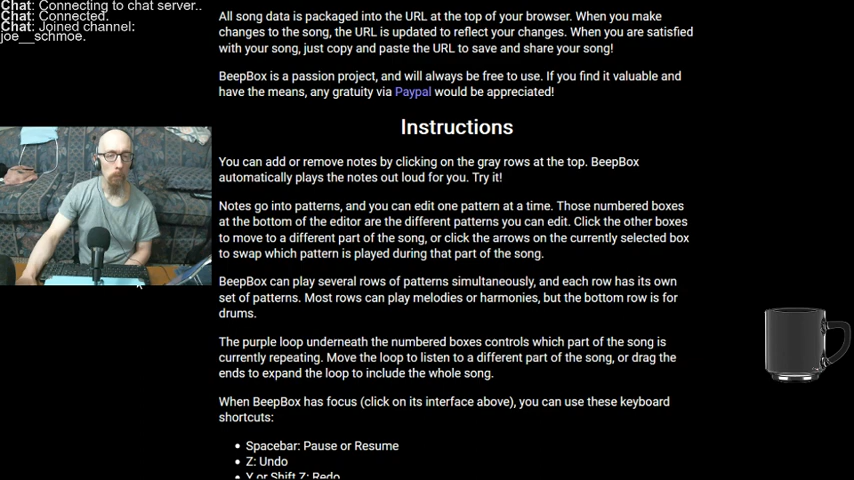 Chat: Connecting to chat server..
Chat: Connected.
Chat: Joined channel:
joe__schmoe.
All song data is packaged into the URL at the top of your browser. When you make
changes to the song, the URL is updated to reflect your changes. When you are satisfied
with your song, just copy and paste the URL to save and share your song!
BeepBox is a passion project, and will always be free to use. If you find it valuable and
have the means, any gratuity via Paypal would be appreciated!
Instructions
You can add or remove notes by clicking on the gray rows at the top. BeepBox
automatically plays the notes out loud for you. Try it!
Notes go into patterns, and you can edit one pattern at a time. Those numbered boxes
at the bottom of the editor are the different patterns you can edit. Click the other boxes
to move to a different part of the song, or click the arrows on the currently selected box
to swap which pattern is played during that part of the song.
BeepBox can play several rows of patterns simultaneously, and each row has its own
set of patterns. Most rows can play melodies or harmonies, but the bottom row is for
drums.
The purple loop underneath the numbered boxes controls which part of the song is
currently repeating. Move the loop to listen to a different part of the song, or drag the
ends to expand the loop to include the whole song.
When BeepBox has focus (click on its interface above), you can use these keyboard
shortcuts:
• Spacebar: Pause or Resume
• Z: Undo
• Y or Shift Z: Redo